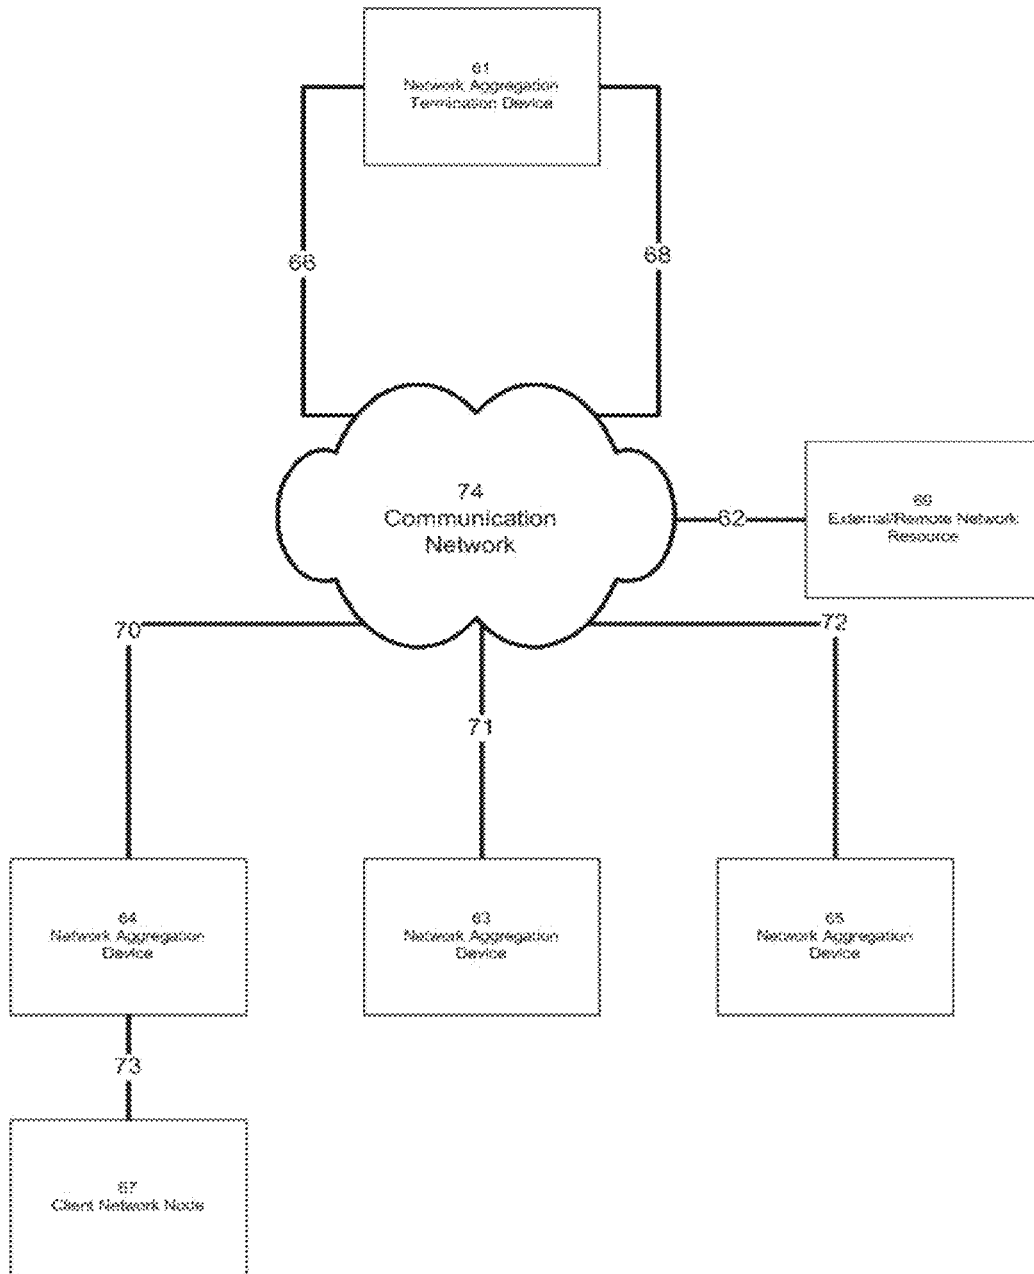 61
Network Aggregation
Termination Device
66
68
74
Communication
Network
62
69
External/Remote Network
Resource
70
72
71
64
Network Aggregation
Device
63
Network Aggregation
Device
65
Network Aggregation
Device
73
67
Client Network Node